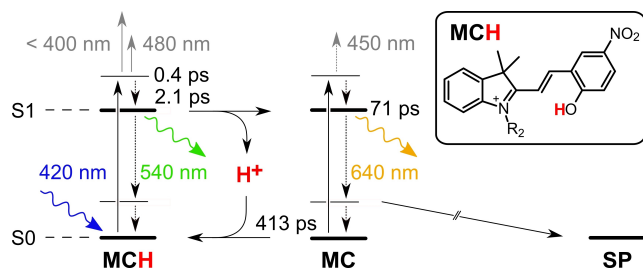 < 400 nm
480 nm
450 nm
MCH
NO₂
0.4 ps
2.1 ps
S1
71 ps
N⁺
HO
R₂
420 nm
540 nm
H⁺
640 nm
413 ps
S0
MCH
MC
SP